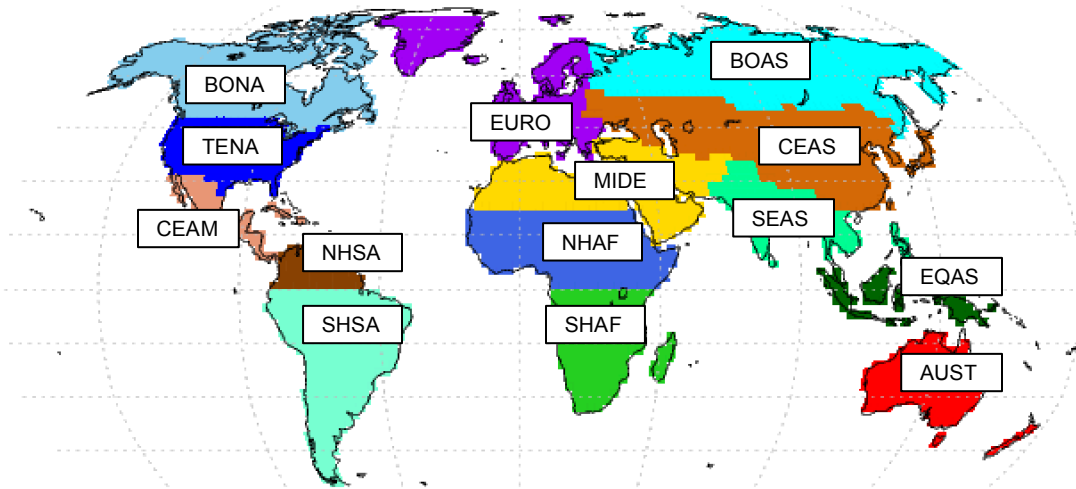 BOAS
BONA
EURO
TENA
CEAS
MIDE
SEAS
CEAM
NHSA
NHAF
EQAS
SHSA
SHAF
AUST